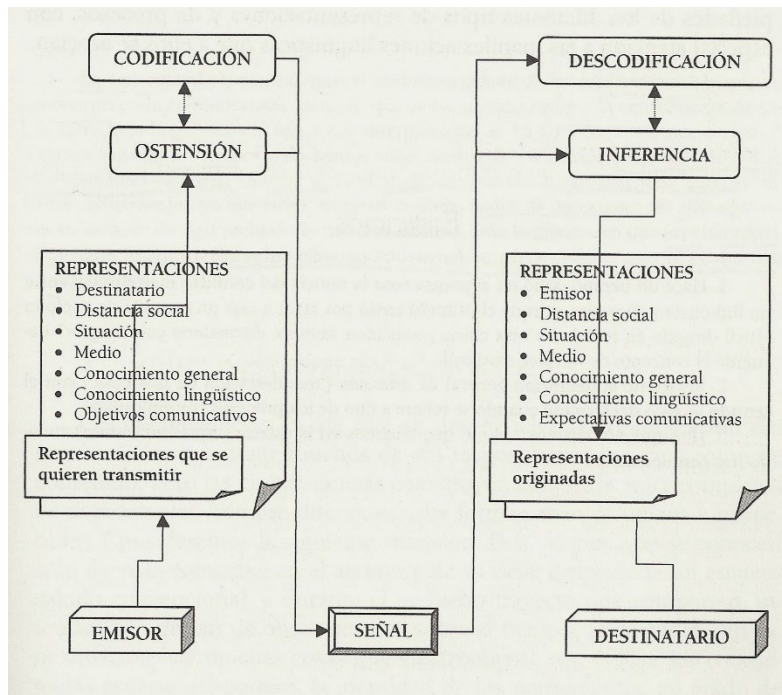 CODIFICACIÓN
OSTENSIÓN
REPRESENTACIONES
• Destinatario
• Distancia social
• Situación
• Medio
• Conocimiento general
• Conocimiento lingüístico
• Objetivos comunicativos
Representaciones que se
quieren transmitir
EMISOR
SEÑAL
DESCODIFICACIÓN
INFERENCIA
REPRESENTACIONES
• Emisor
• Distancia social
• Situación
• Medio
• Conocimiento general
• Conocimiento lingüístico
• Expectativas comunicativas
Representaciones
originadas
DESTINATARIO